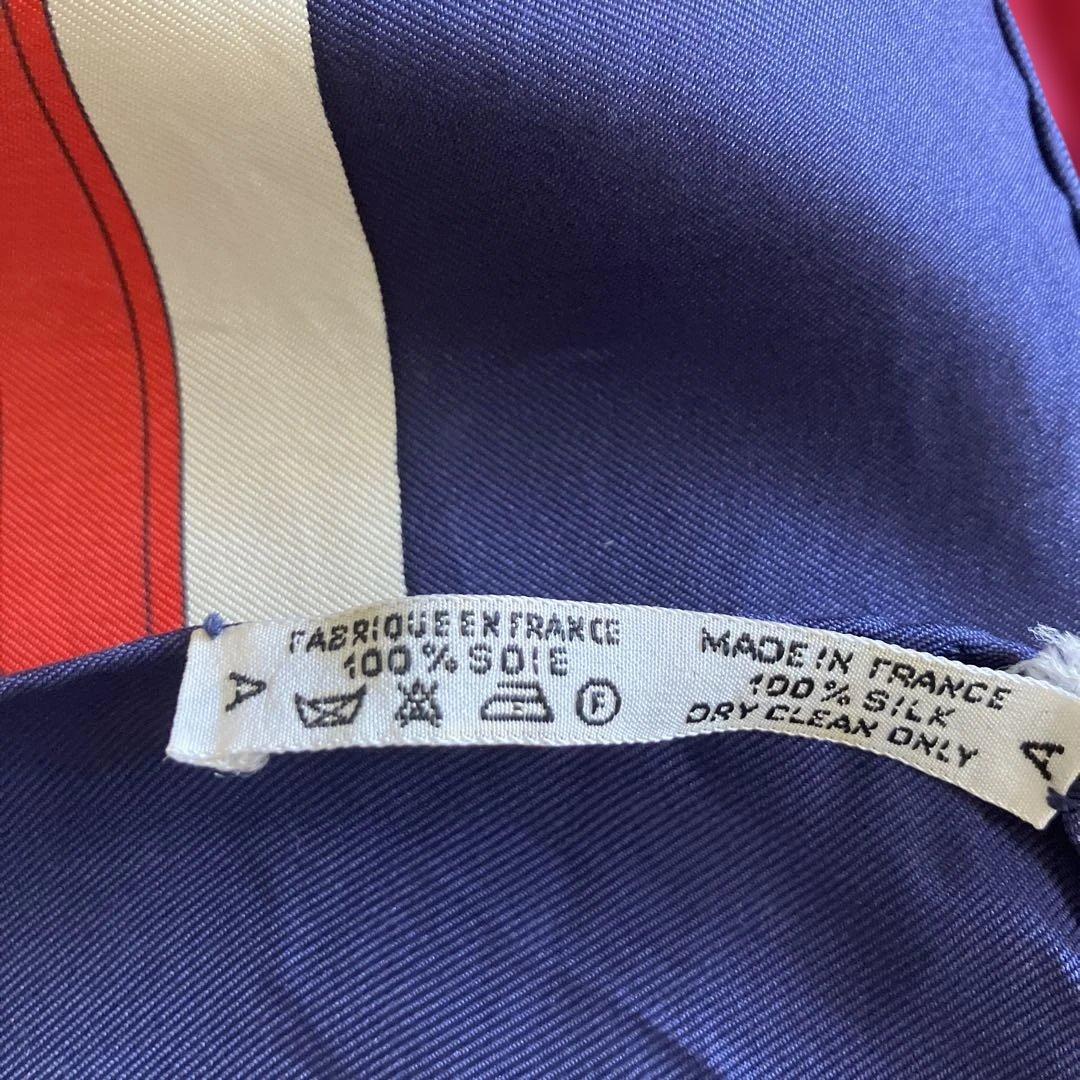 FABRIQUE EN FRANCE
100% SOIE
A
F
MADE IN FRANCE
100% SILK
DRY CLEAN ONLY
A